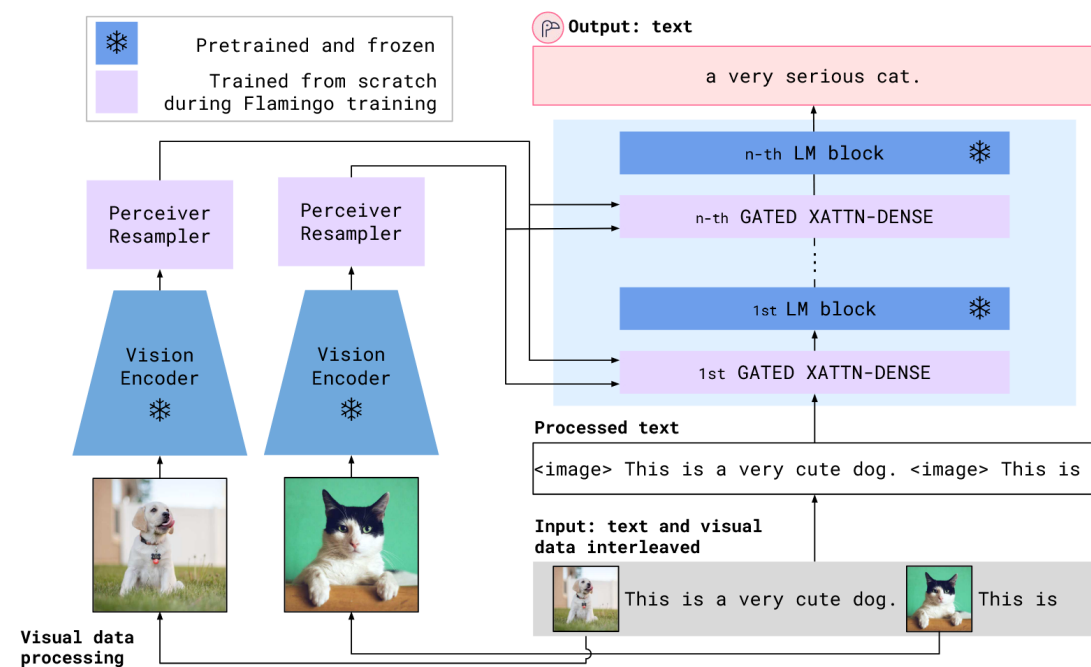 Pretrained and frozen
Trained from scratch
during Flamingo training
Output: text
a very serious cat.
n-th LM block
n-th GATED XATTN-DENSE
1st LM block
1st GATED XATTN-DENSE
Perceiver
Resampler
Perceiver
Resampler
Vision
Encoder
Vision
Encoder
Processed text
<image> This is a very cute dog. <image> This is
Input: text and visual
data interleaved
This is a very cute dog.
This is
Visual data
processing